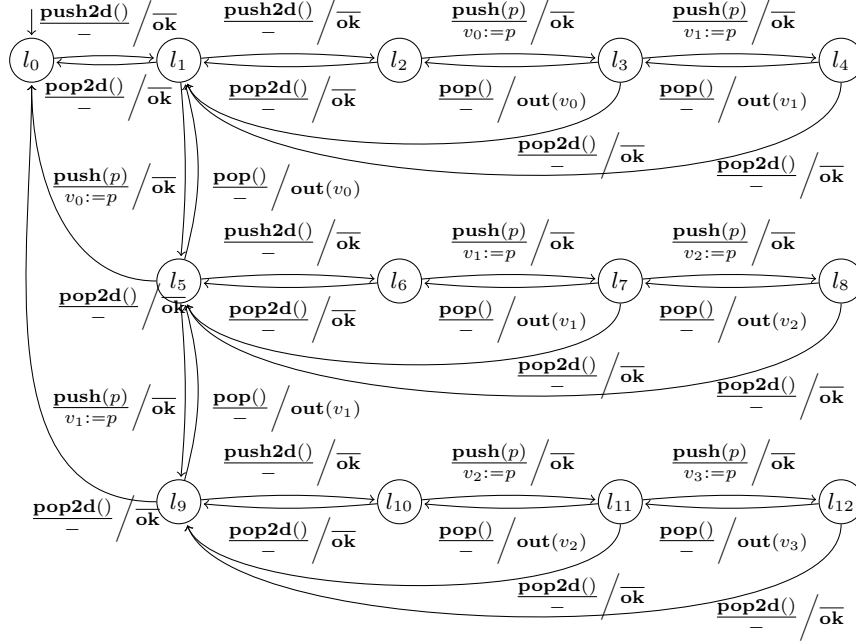 push2d() / ok push2d() / ok push(p) / ok push(p) / ok
− − v0:=p v1:=p
l0 l1 l2 l3 l4
pop2d() / ok pop2d() / ok pop() / out(v0) pop() / out(v1)
− − − −
pop2d() / ok pop2d() / ok
− −
push(p) / ok pop() / out(v0)
v0:=p −
push2d() / ok push(p) / ok push(p) / ok
− v1:=p v2:=p
l5 l6 l7 l8
pop2d() / ok pop2d() / ok pop() / out(v1) pop() / out(v2)
− − − −
pop2d() / ok pop2d() / ok
− −
push(p) / ok pop() / out(v1)
v1:=p −
push2d() / ok push(p) / ok push(p) / ok
− v2:=p v3:=p
l9 l10 l11 l12
pop2d() / ok pop2d() / ok pop() / out(v2) pop() / out(v3)
− − − −
pop2d() / ok pop2d() / ok
− −